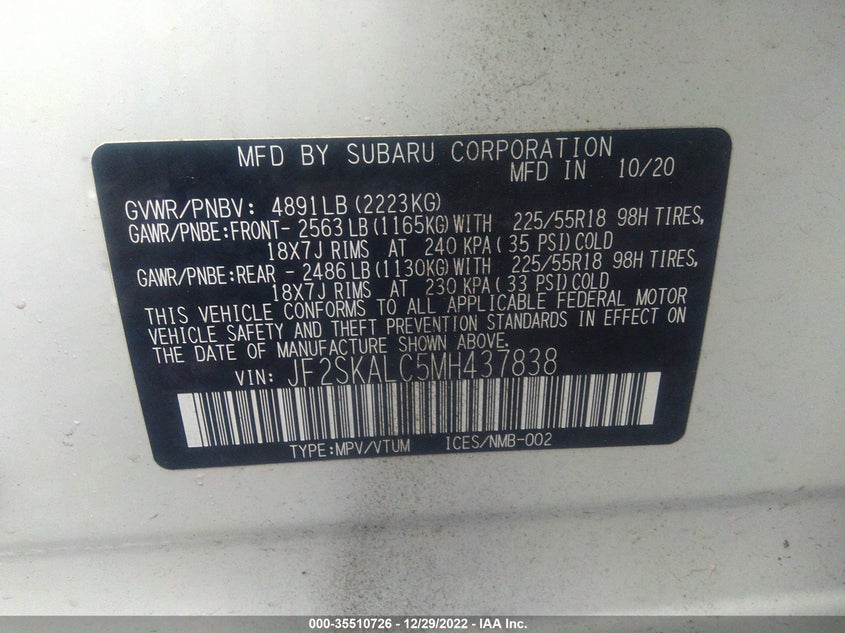 MFD BY SUBARU CORPORATION
MFD IN 10/20
GVWR/PNBV: 4891LB (2223KG)
GAWR/PNBE:FRONT- 2563LB (1165KG) WITH 225/55R18 98H TIRES,
18X7J RIMS AT 240 KPA ( 35 PSI) COLD
GAWR/PNBE:REAR - 2486LB (1130KG) WITH 225/55R18 98H TIRES,
18X7J RIMS AT 230 KPA ( 33 PSI) COLD
THIS VEHICLE CONFORMS TO ALL APPLICABLE FEDERAL MOTOR
VEHICLE SAFETY AND THEFT PREVENTION STANDARDS IN EFFECT ON
THE DATE OF MANUFACTURE SHOWN ABOVE.
VIN: JF2SKALC5MH437838
TYPE:MPV/VTUM ICES/NMB-002
000-35510726 - 12/29/2022 - IAA Inc.